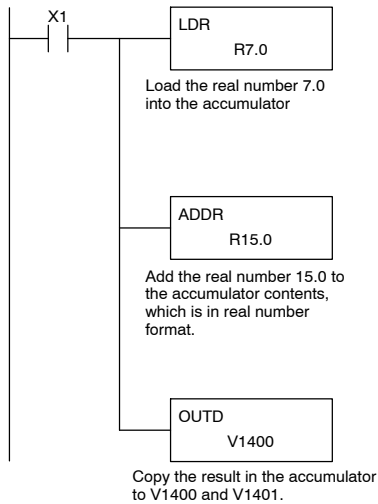 X1
LDR
R7.0
Load the real number 7.0
into the accumulator
ADDR
R15.0
Add the real number 15.0 to
the accumulator contents,
which is in real number
format.
OUTD
V1400
Copy the result in the accumulator
to V1400 and V1401.